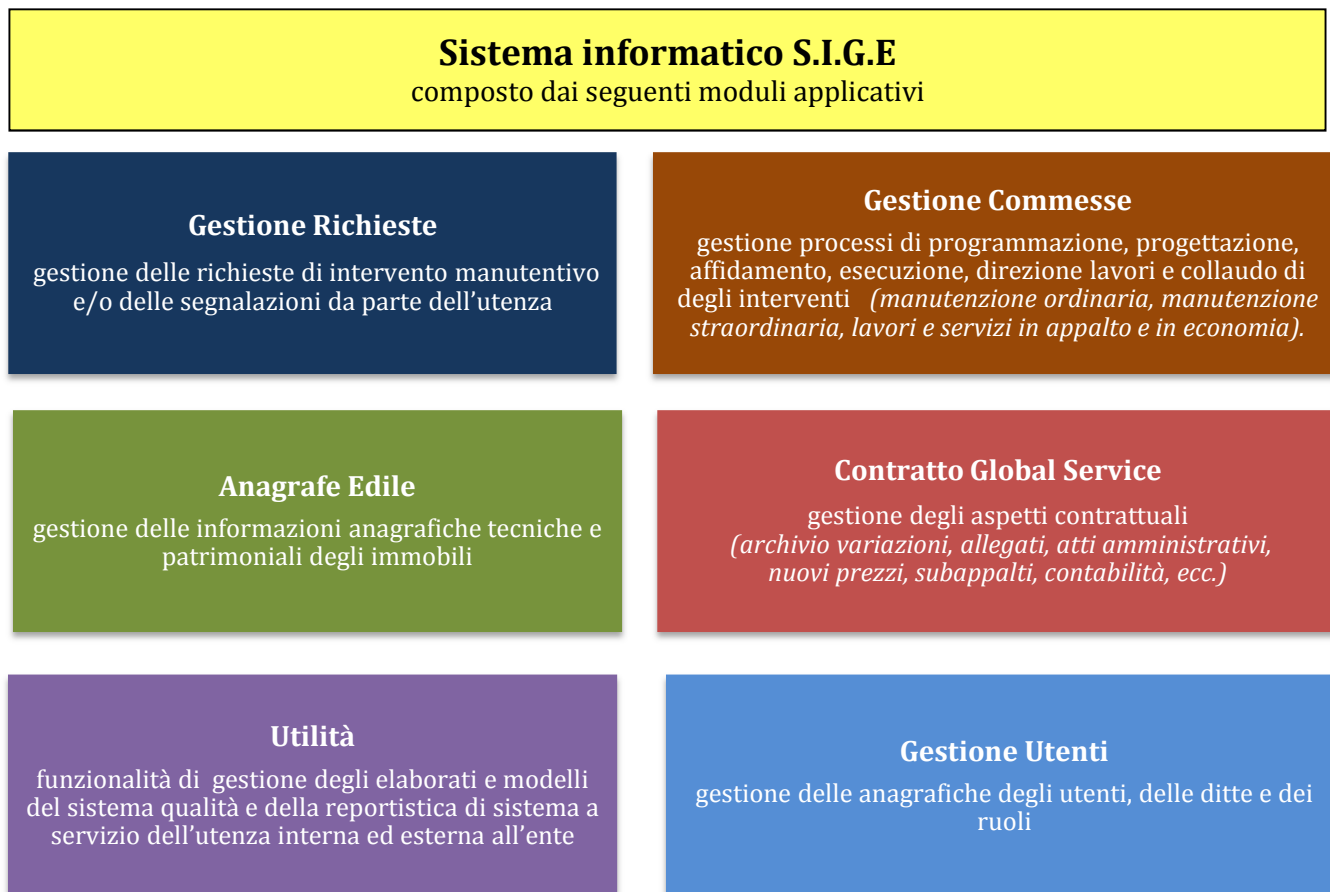 Sistema informatico S.I.G.E
composto dai seguenti moduli applicativi
Gestione Richieste
gestione delle richieste di intervento manutentivo
e/o delle segnalazioni da parte dell’utenza
Gestione Commesse
gestione processi di programmazione, progettazione,
affidamento, esecuzione, direzione lavori e collaudo di
degli interventi (manutenzione ordinaria, manutenzione
straordinaria, lavori e servizi in appalto e in economia).
Anagrafe Edile
gestione delle informazioni anagrafiche tecniche e
patrimoniali degli immobili
Contratto Global Service
gestione degli aspetti contrattuali
(archivio variazioni, allegati, atti amministrativi,
nuovi prezzi, subappalti, contabilità, ecc.)
Utilità
funzionalità di gestione degli elaborati e modelli
del sistema qualità e della reportistica di sistema a
servizio dell’utenza interna ed esterna all’ente
Gestione Utenti
gestione delle anagrafiche degli utenti, delle ditte e dei
ruoli